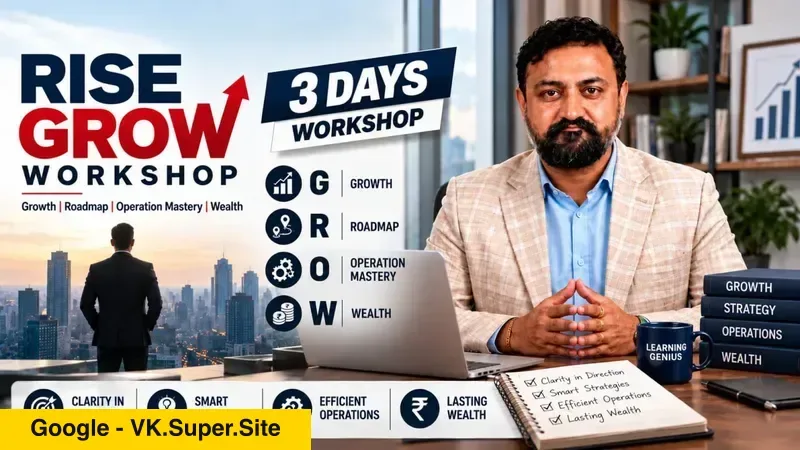 RISE
GROW
WORKSHOP
Growth | Roadmap | Operation Mastery | Wealth
3 DAYS
WORKSHOP
G | GROWTH
R | ROADMAP
O | OPERATION
MASTERY
W | WEALTH
GROWTH
STRATEGY
OPERATIONS
WEALTH
LEARNING
GENIUS
Clarity in Direction
Smart Strategies
Efficient Operations
Lasting Wealth
CLARITY IN
SMART
EFFICIENT
OPERATIONS
₹ LASTING
WEALTH
Google - VK.Super.Site